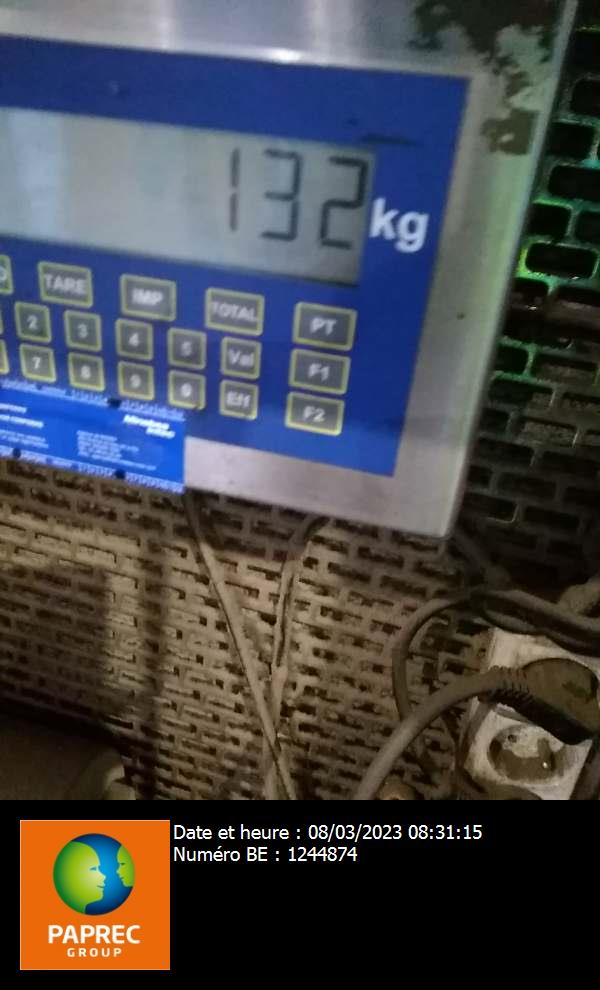 132 kg
TARE IMP TOTAL PT
2 3 4 5 Val F1
7 8 9 0 Eff F2
Date et heure : 08/03/2023 08:31:15
Numéro BE : 1244874
PAPREC
GROUP